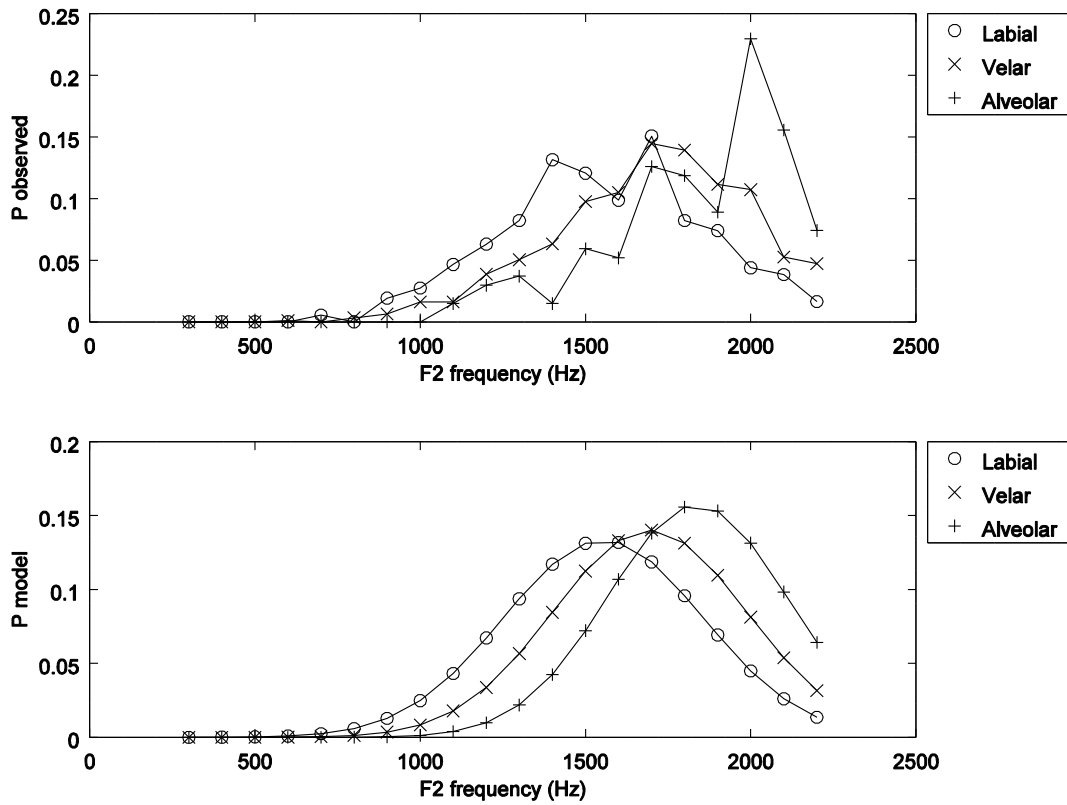 0.25
0.2
0.15
0.1
0.05
0
P observed
0 500 1000 1500 2000 2500
F2 frequency (Hz)
Labial
Velar
Alveolar
0.2
0.15
0.1
0.05
0
P model
0 500 1000 1500 2000 2500
F2 frequency (Hz)
Labial
Velar
Alveolar